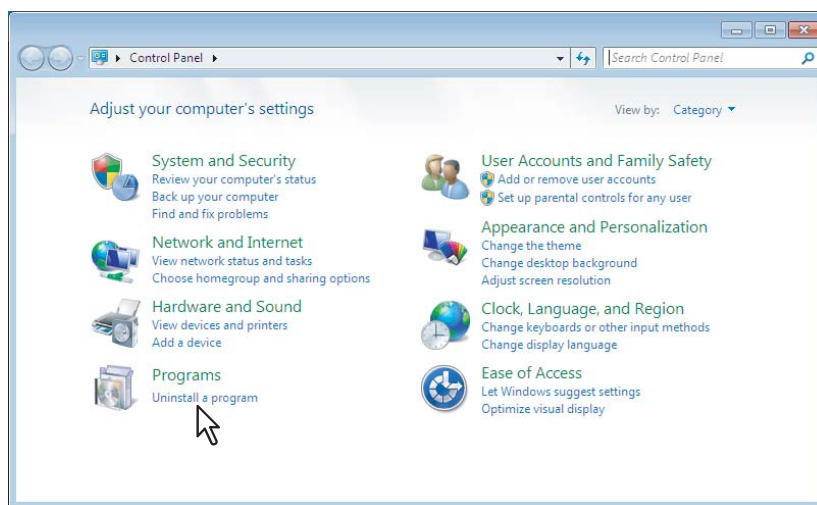 Control Panel
Search Control Panel
Adjust your computer's settings
View by: Category
System and Security
Review your computer's status
Back up your computer
Find and fix problems
Network and Internet
View network status and tasks
Choose homegroup and sharing options
Hardware and Sound
View devices and printers
Add a device
Programs
Uninstall a program
User Accounts and Family Safety
Add or remove user accounts
Set up parental controls for any user
Appearance and Personalization
Change the theme
Change desktop background
Adjust screen resolution
Clock, Language, and Region
Change keyboards or other input methods
Change display language
Ease of Access
Let Windows suggest settings
Optimize visual display